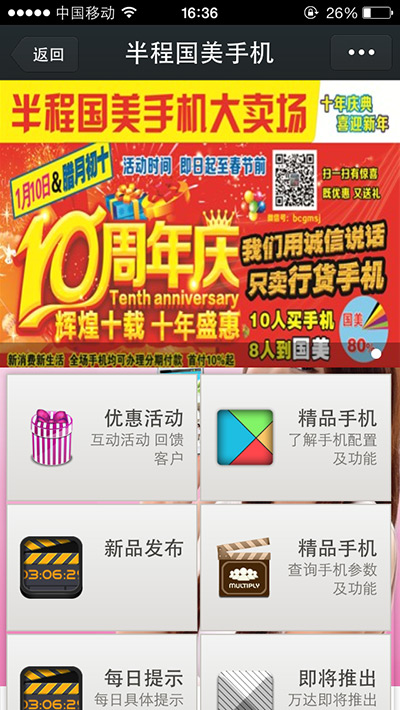 中国移动 16:36 26%
返回 半程国美手机
半程国美手机大卖场
十年庆典
喜迎新年
1月10日&腊月初十
活动时间 即日起至春节前
扫一扫有惊喜
既优惠 又送礼
微信号:bcgmsj
10周年庆
Tenth anniversary
辉煌十载 十年盛惠
我们用诚信说话
只卖行货手机
10人买手机
8人到国美
国美
80%
新消费新生活 全场手机均可办理分期付款 首付10%起
优惠活动
互动活动 回馈
客户
精品手机
了解手机配置
及功能
新品发布
03:06:29
精品手机
查询手机参数
及功能
MULTIPLY
每日提示
每日具体提示
03:06:29
即将推出
万达即将推出